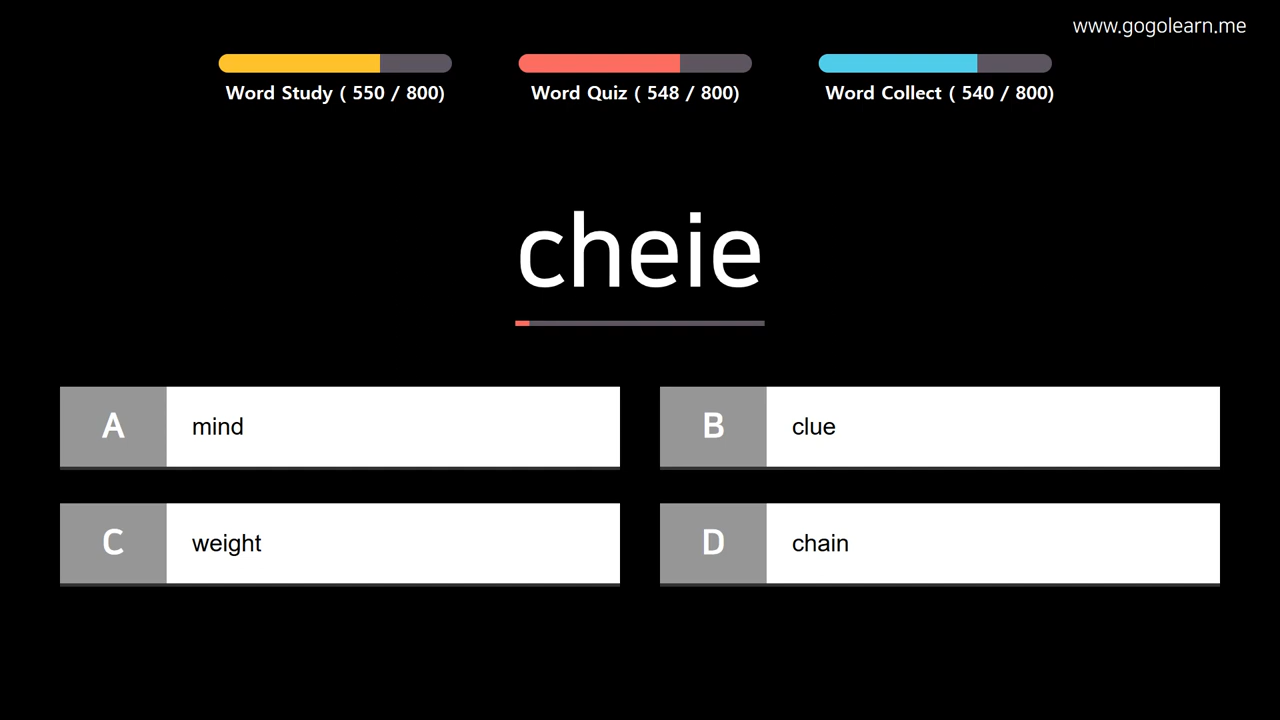 www.gogolearn.me
Word Study ( 550 / 800)
Word Quiz ( 548 / 800)
Word Collect ( 540 / 800)
cheie
A mind
B clue
C weight
D chain